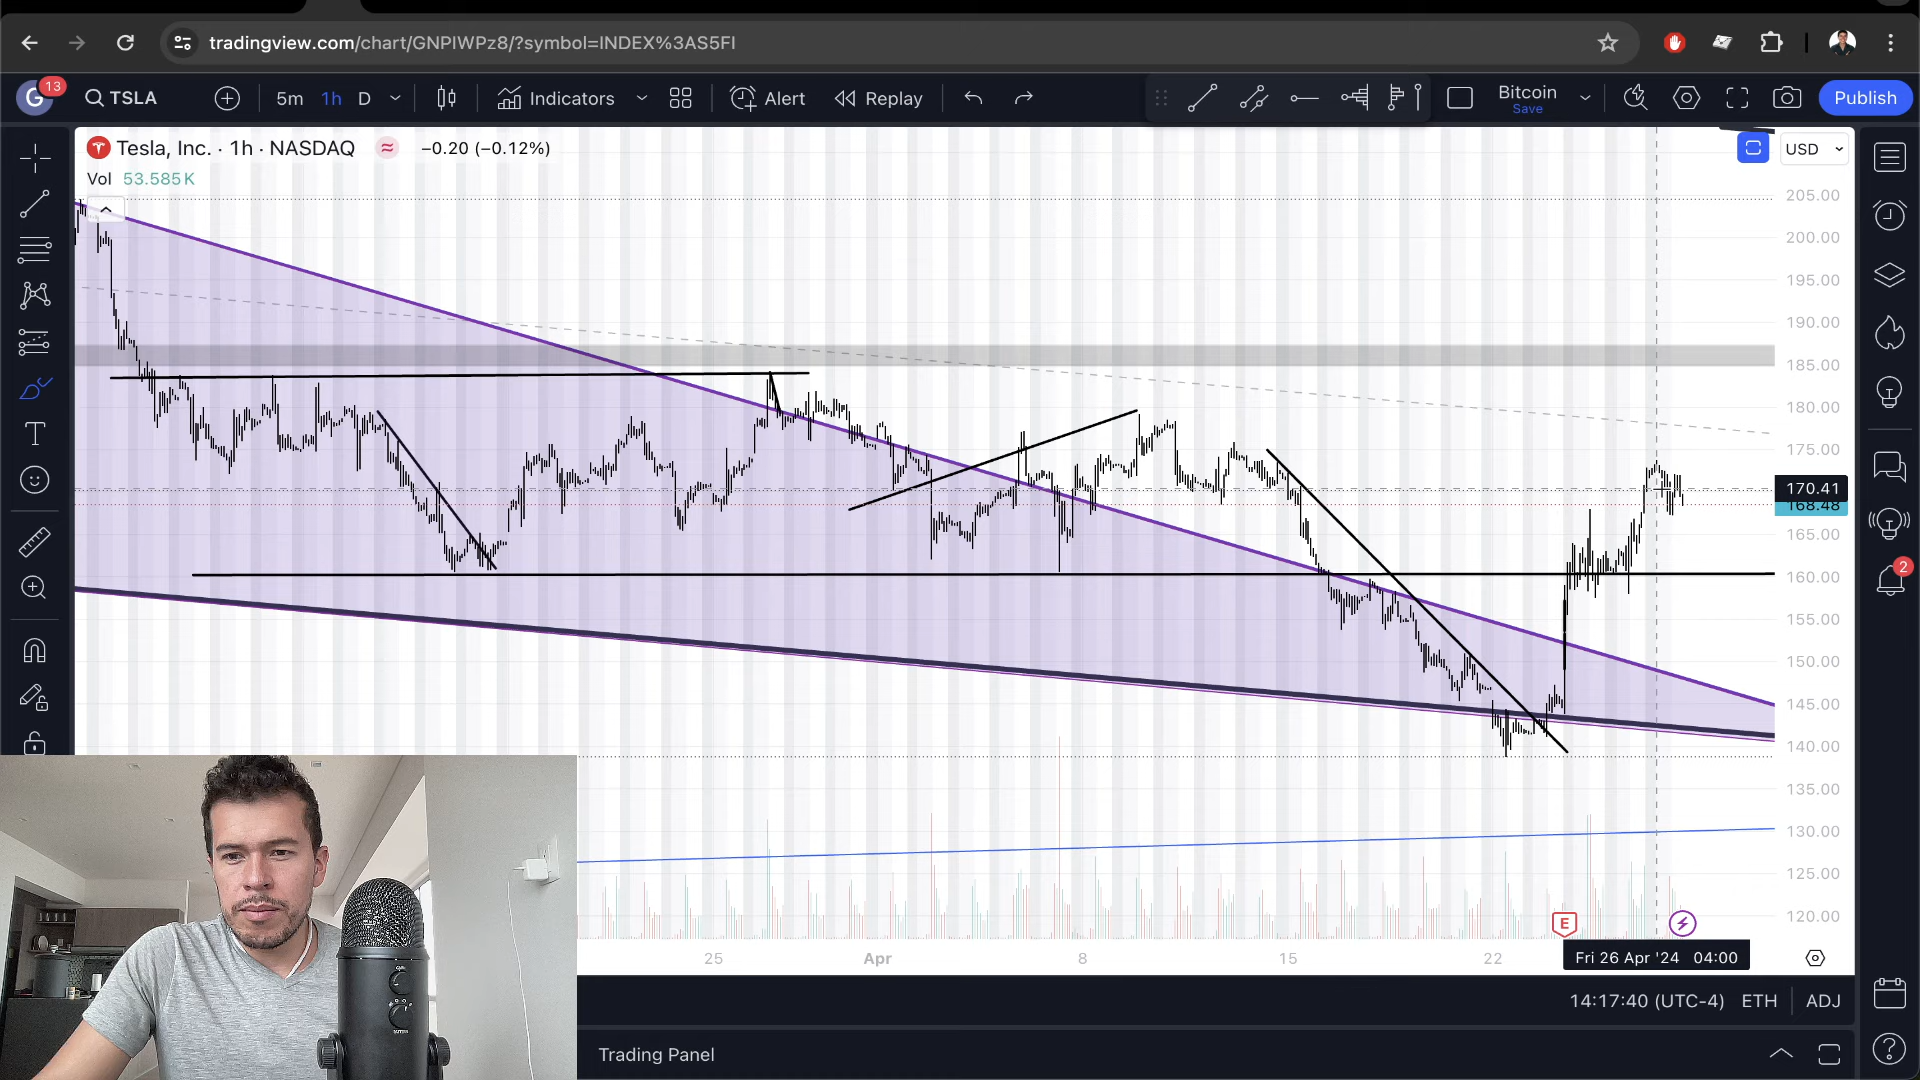 tradingview.com/chart/GNPIWPz8/?symbol=INDEX%3AS5FI
G
13
TSLA
5m
1h
D
Indicators
Alert
Replay
Bitcoin
Save
Publish
Tesla, Inc. · 1h · NASDAQ
−0.20 (−0.12%)
USD
Vol 53.585K
205.00
200.00
195.00
190.00
185.00
180.00
175.00
170.41
168.48
165.00
160.00
155.00
150.00
145.00
140.00
135.00
130.00
125.00
120.00
2
E
25
Apr
8
15
22
Fri 26 Apr '24 04:00
14:17:40 (UTC-4)
ETH
ADJ
Trading Panel